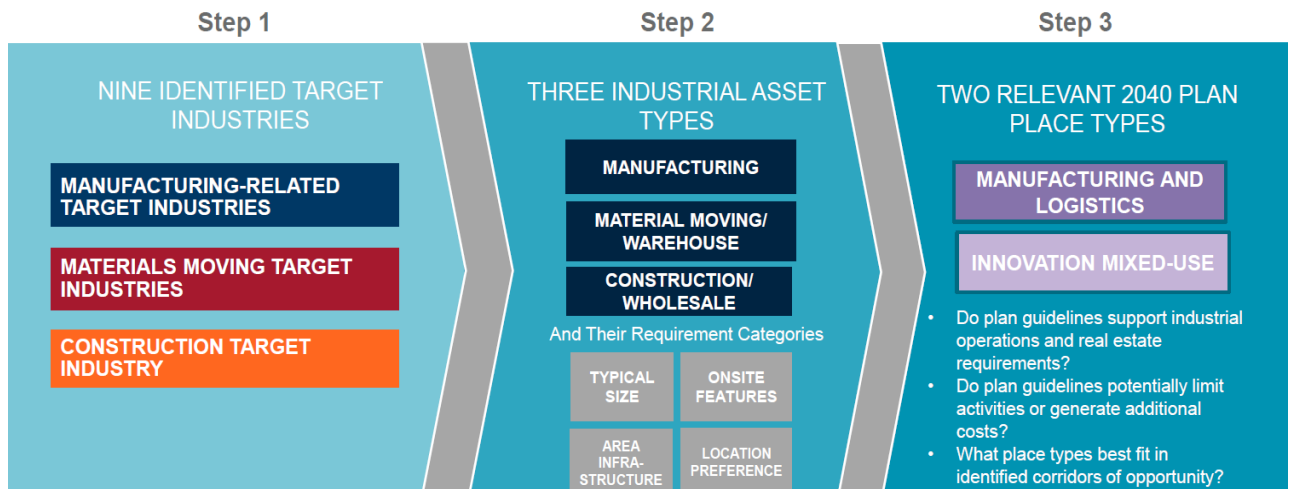 Step 1
NINE IDENTIFIED TARGET
INDUSTRIES
MANUFACTURING-RELATED
TARGET INDUSTRIES
MATERIALS MOVING TARGET
INDUSTRIES
CONSTRUCTION TARGET
INDUSTRY
Step 2
THREE INDUSTRIAL ASSET
TYPES
MANUFACTURING
MATERIAL MOVING/
WAREHOUSE
CONSTRUCTION/
WHOLESALE
And Their Requirement Categories
TYPICAL
SIZE
ONSITE
FEATURES
AREA
INFRA-
STRUCTURE
LOCATION
PREFERENCE
Step 3
TWO RELEVANT 2040 PLAN
PLACE TYPES
MANUFACTURING AND
LOGISTICS
INNOVATION MIXED-USE
• Do plan guidelines support industrial
operations and real estate
requirements?
• Do plan guidelines potentially limit
activities or generate additional
costs?
• What place types best fit in
identified corridors of opportunity?